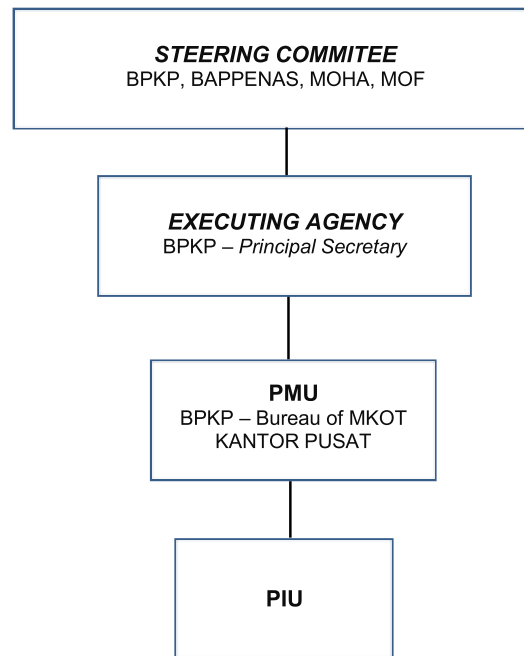 STEERING COMMITEE
BPKP, BAPPENAS, MOHA, MOF
EXECUTING AGENCY
BPKP – Principal Secretary
PMU
BPKP – Bureau of MKOT
KANTOR PUSAT
PIU